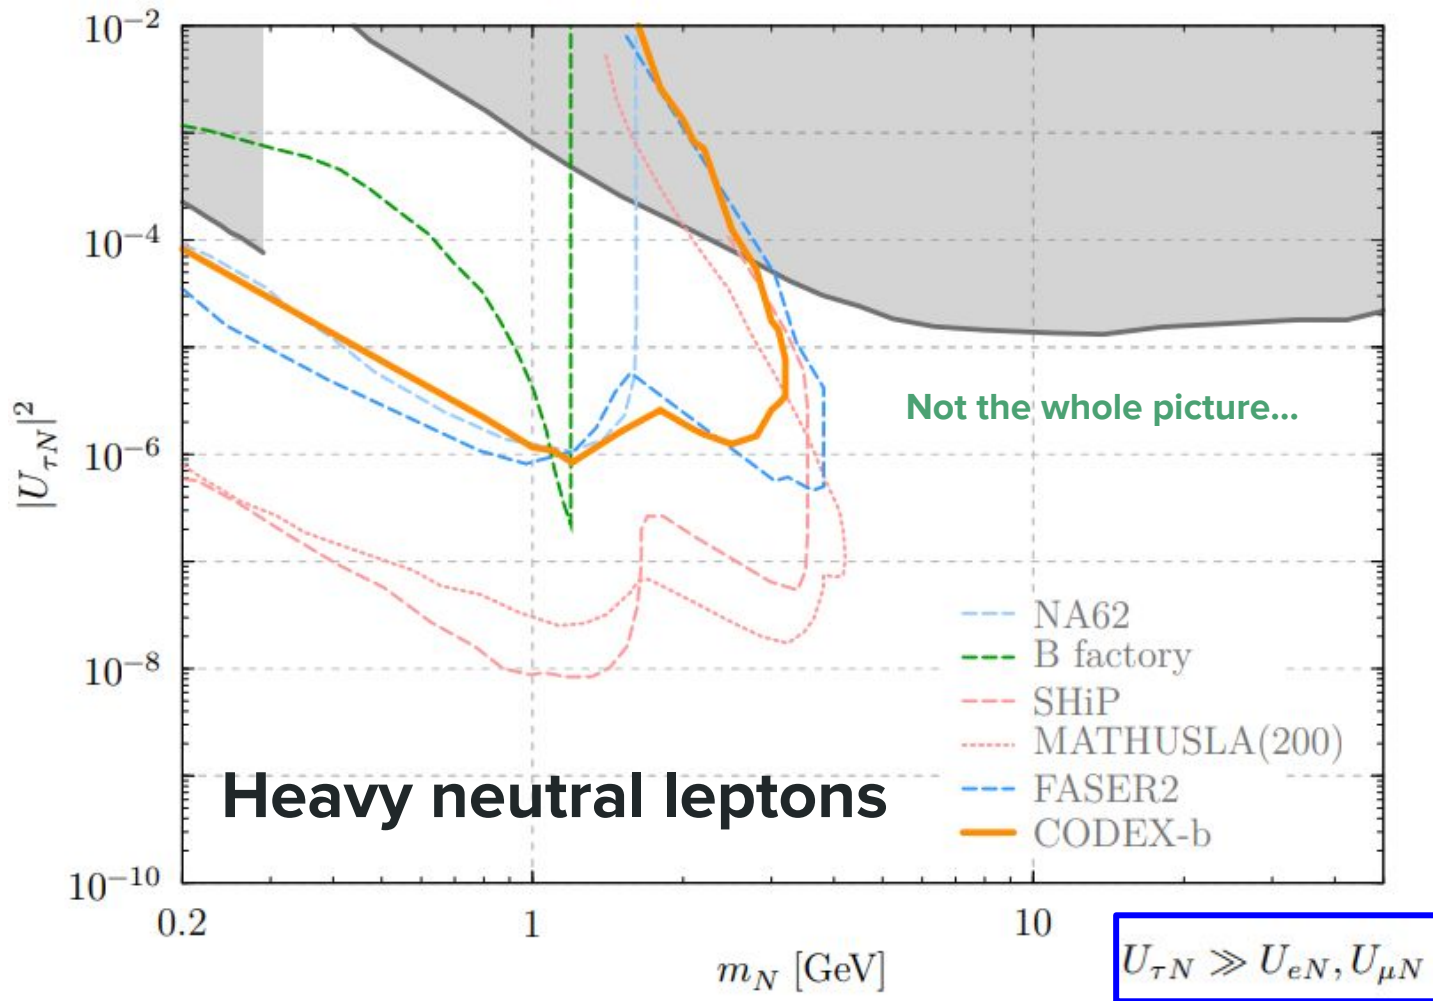 10⁻²
10⁻⁴
|U_{τN}|²
Not the whole picture...
10⁻⁶
NA62
B factory
10⁻⁸
SHiP
MATHUSLA(200)
Heavy neutral leptons
FASER2
CODEX-b
10⁻¹⁰
0.2
1
10
m_N [GeV]
U_{τN} ≫ U_{eN}, U_{μN}